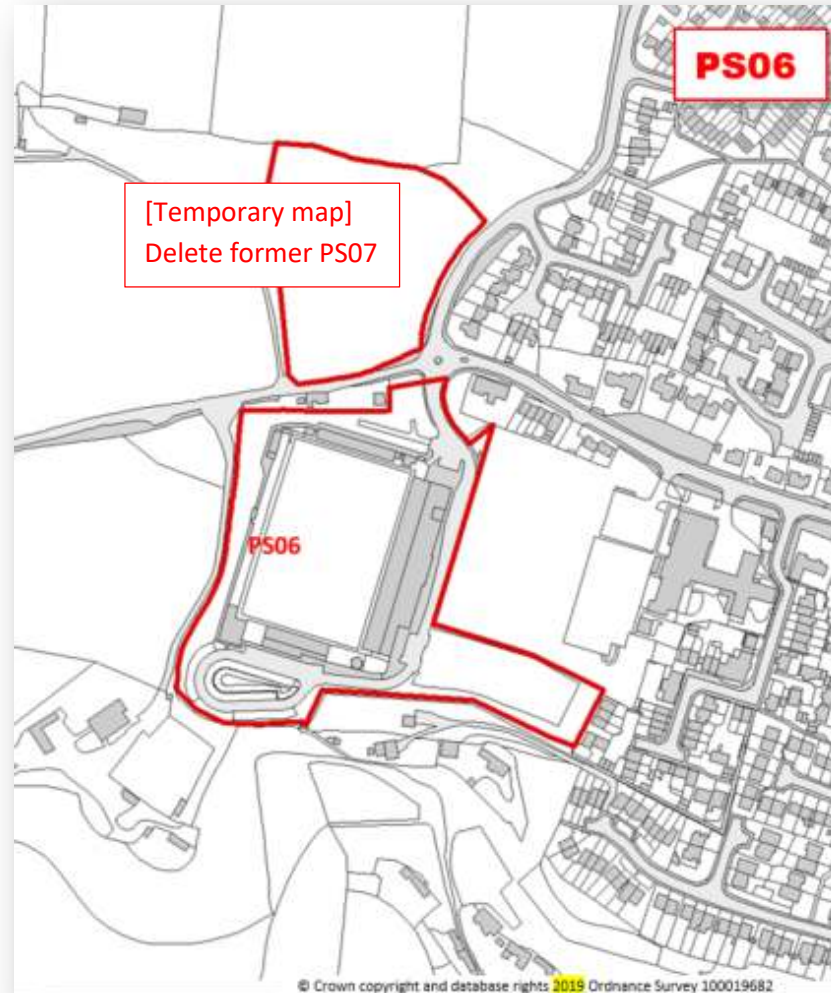 PS06
[Temporary map]
Delete former PS07
PS06
© Crown copyright and database rights 2019 Ordnance Survey 100019682